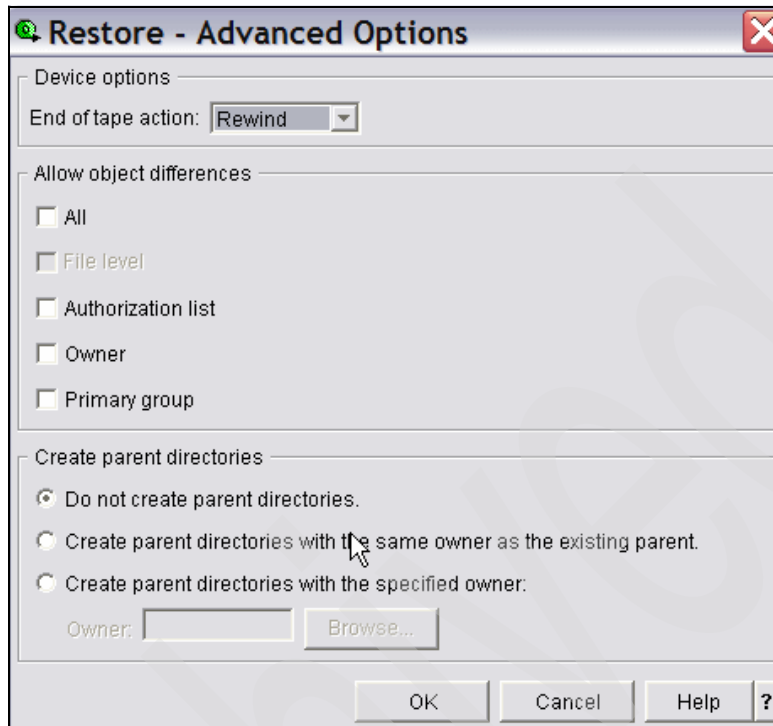 Restore - Advanced Options
Device options
End of tape action: Rewind
Allow object differences
All
File level
Authorization list
Owner
Primary group
Create parent directories
Do not create parent directories.
Create parent directories with the same owner as the existing parent.
Create parent directories with the specified owner:
Owner: Browse...
OK Cancel Help ?